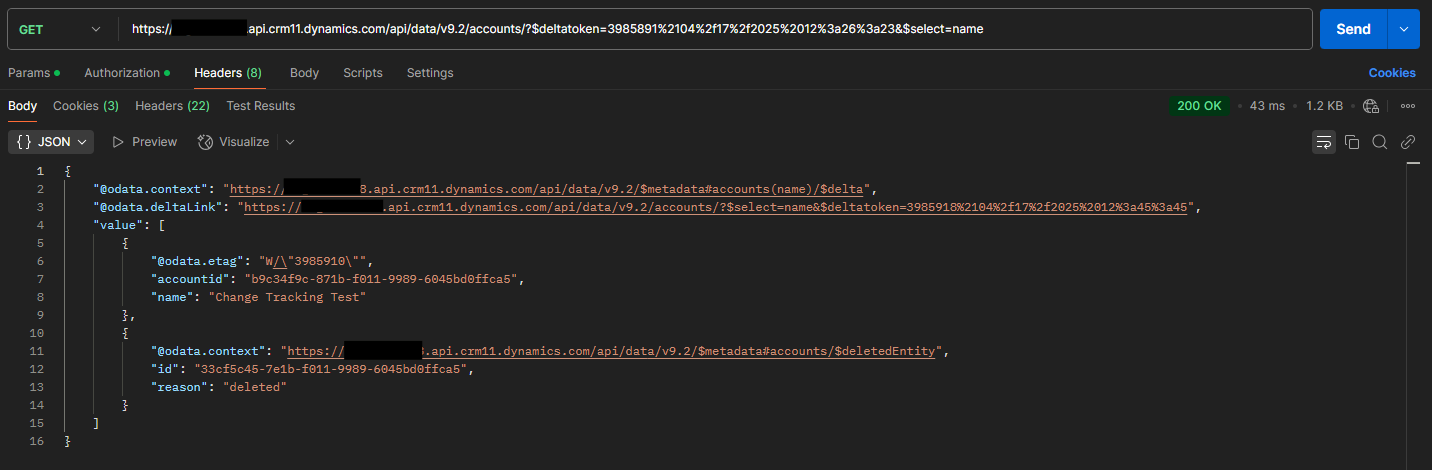 GET https://.api.crm11.dynamics.com/api/data/v9.2/accounts/?$deltatoken=3985891%2104%2f17%2f2025%2012%3a26%3a23&$select=name Send
Params Authorization Headers (8) Body Scripts Settings Cookies
Body Cookies (3) Headers (22) Test Results 200 OK • 43 ms • 1.2 KB •
{} JSON Preview Visualize
1 {
2 "@odata.context": "https://8.api.crm11.dynamics.com/api/data/v9.2/$metadata#accounts(name)/$delta",
3 "@odata.deltaLink": "https://.api.crm11.dynamics.com/api/data/v9.2/accounts/?$select=name&$deltatoken=3985918%2104%2f17%2f2025%2012%3a45%3a45",
4 "value": [
5 {
6 "@odata.etag": "W/\"3985910\"",
7 "accountid": "b9c34f9c-871b-f011-9989-6045bd0ffca5",
8 "name": "Change Tracking Test"
9 },
10 {
11 "@odata.context": "https://.api.crm11.dynamics.com/api/data/v9.2/$metadata#accounts/$deletedEntity",
12 "id": "33cf5c45-7e1b-f011-9989-6045bd0ffca5",
13 "reason": "deleted"
14 }
15 ]
16 }